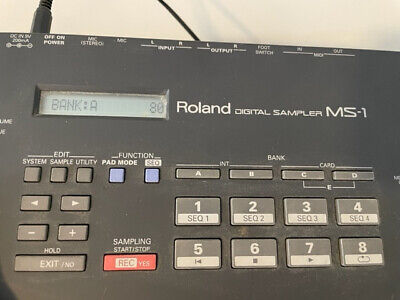 DC IN 9V OFF ON MIC MIC L R L R FOOT IN OUT
200mA POWER (STEREO) INPUT OUTPUT SWITCH MIDI
BANK:A 80
Roland DIGITAL SAMPLER MS-1
EDIT FUNCTION
SYSTEM SAMPLE UTILITY PAD MODE SEQ
BANK
INT CARD
A B C D
E
1 2 3 4
SEQ 1 SEQ 2 SEQ 3 SEQ 4
HOLD
EXIT/NO
SAMPLING
START/STOP
REC YES
5 6 7 8